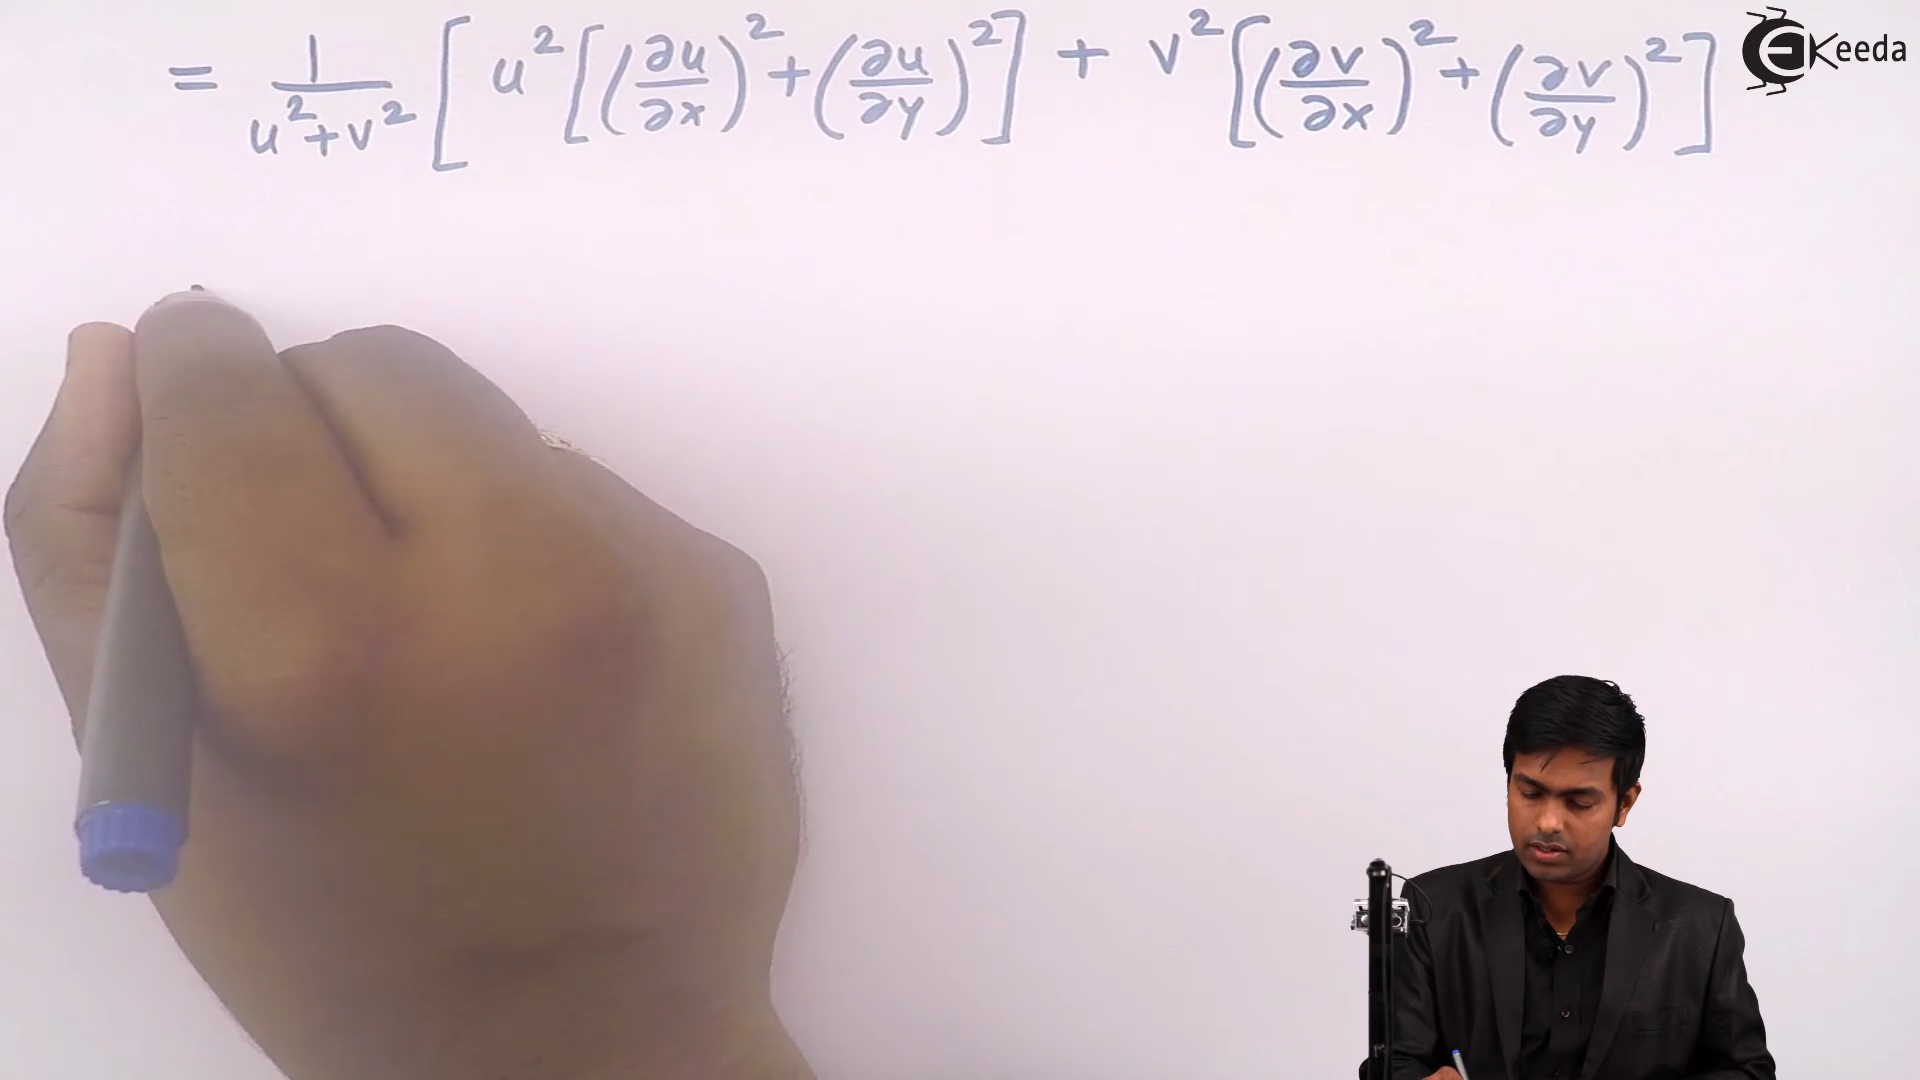 = 1/(u²+v²) [ u² [(∂u/∂x)² + (∂u/∂y)²] + v² [(∂v/∂x)² + (∂v/∂y)²]
eKeeda